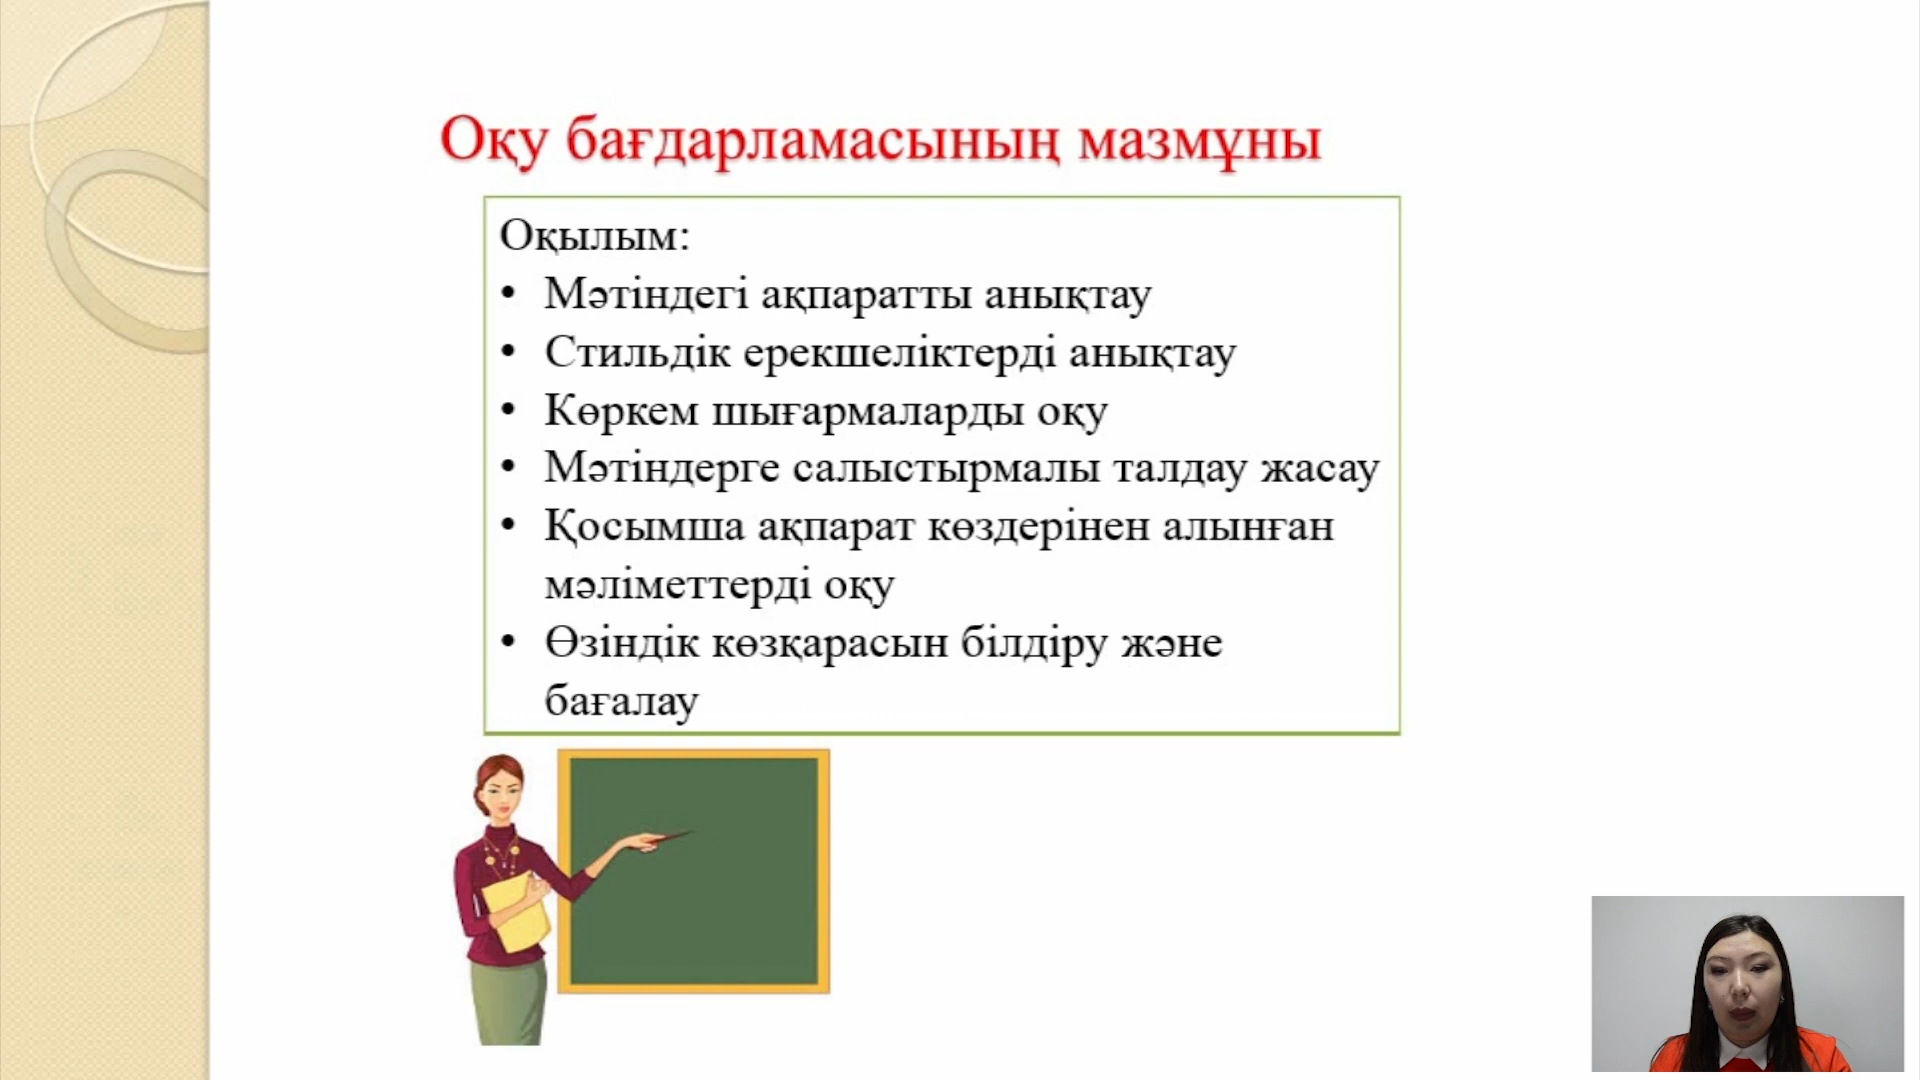 Оқу бағдарламасының мазмұны
Оқылым:
• Мәтіндегі ақпаратты анықтау
• Стильдік ерекшеліктерді анықтау
• Көркем шығармаларды оқу
• Мәтіндерге салыстырмалы талдау жасау
• Қосымша ақпарат көздерінен алынған
мәліметтерді оқу
• Өзіндік көзқарасын білдіру және
бағалау